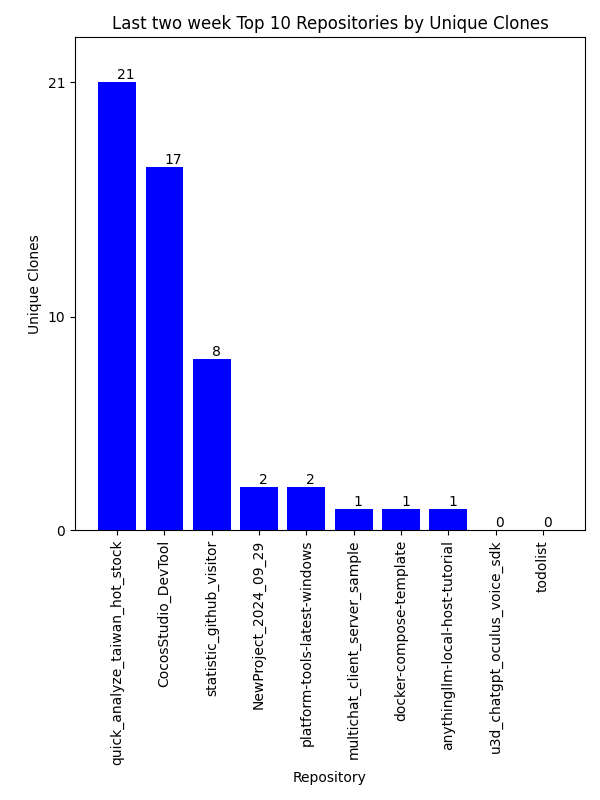 Last two week Top 10 Repositories by Unique Clones
21
17
8
2
2
1
1
1
0
0
21
10
0
Unique Clones
quick_analyze_taiwan_hot_stock
CocosStudio_DevTool
statistic_github_visitor
NewProject_2024_09_29
platform-tools-latest-windows
multichat_client_server_sample
docker-compose-template
anythingllm-local-host-tutorial
u3d_chatgpt_oculus_voice_sdk
todolist
Repository